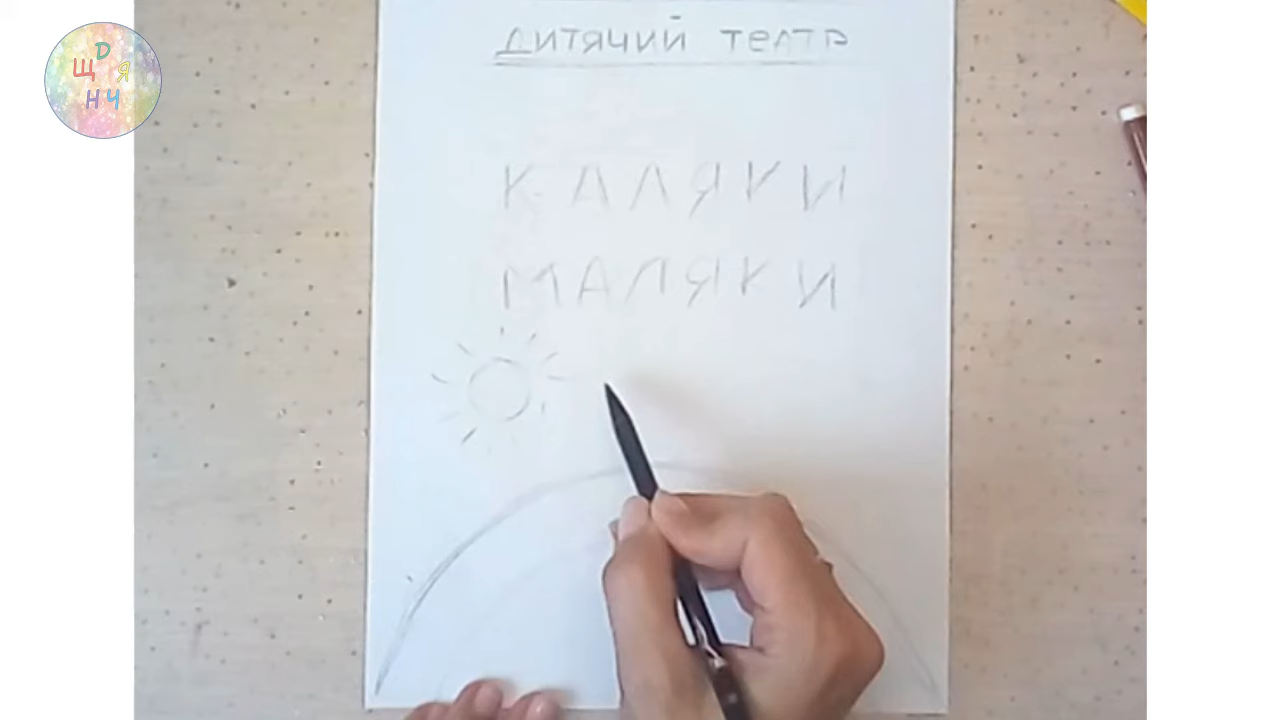 D
Щ Я
Н Ч
ДИТЯЧИЙ ТЕАТР
КАЛЯКИ
МАЛЯКИ